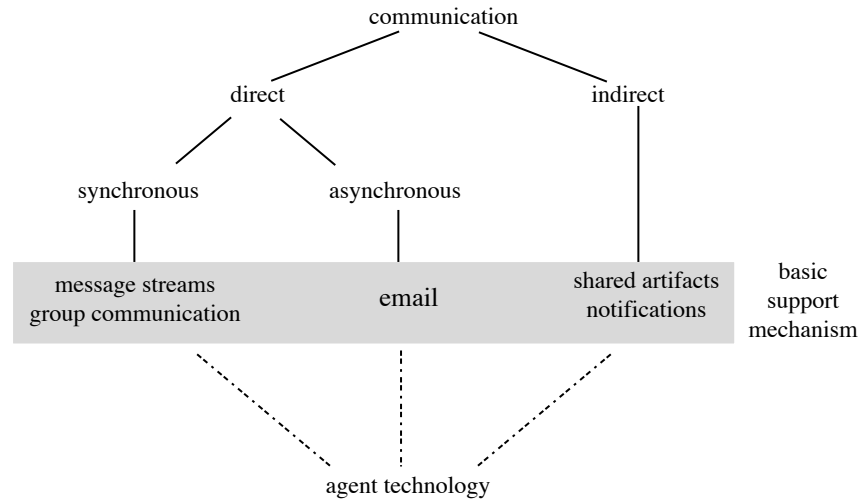 communication
direct
indirect
synchronous
asynchronous
message streams
group communication
email
shared artifacts
notifications
basic
support
mechanism
agent technology